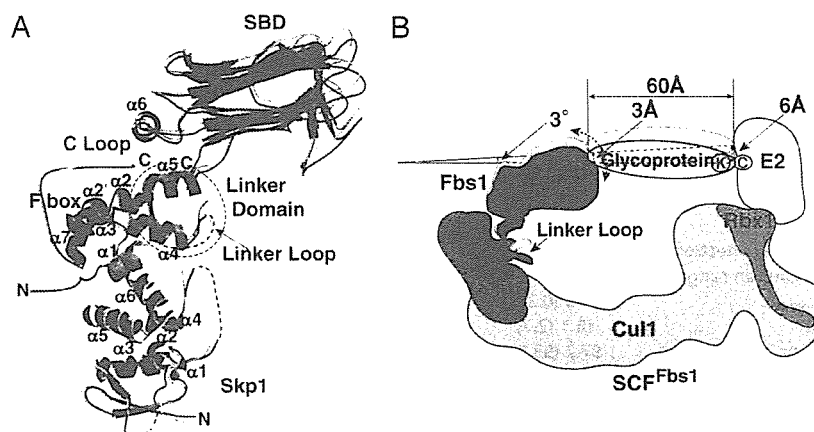 A
SBD
α6
C Loop
C
α5
C
α2
α2
F box
Linker
Domain
α3
α7
α1
α4
Linker Loop
N
α6
α5
α4
α3
α2
α1
Skp1
N
B
60Å
3°
3Å
6Å
Glycoprotein
K
C
E2
Fbs1
Rbx1
Linker Loop
Cul1
SCFFbs1